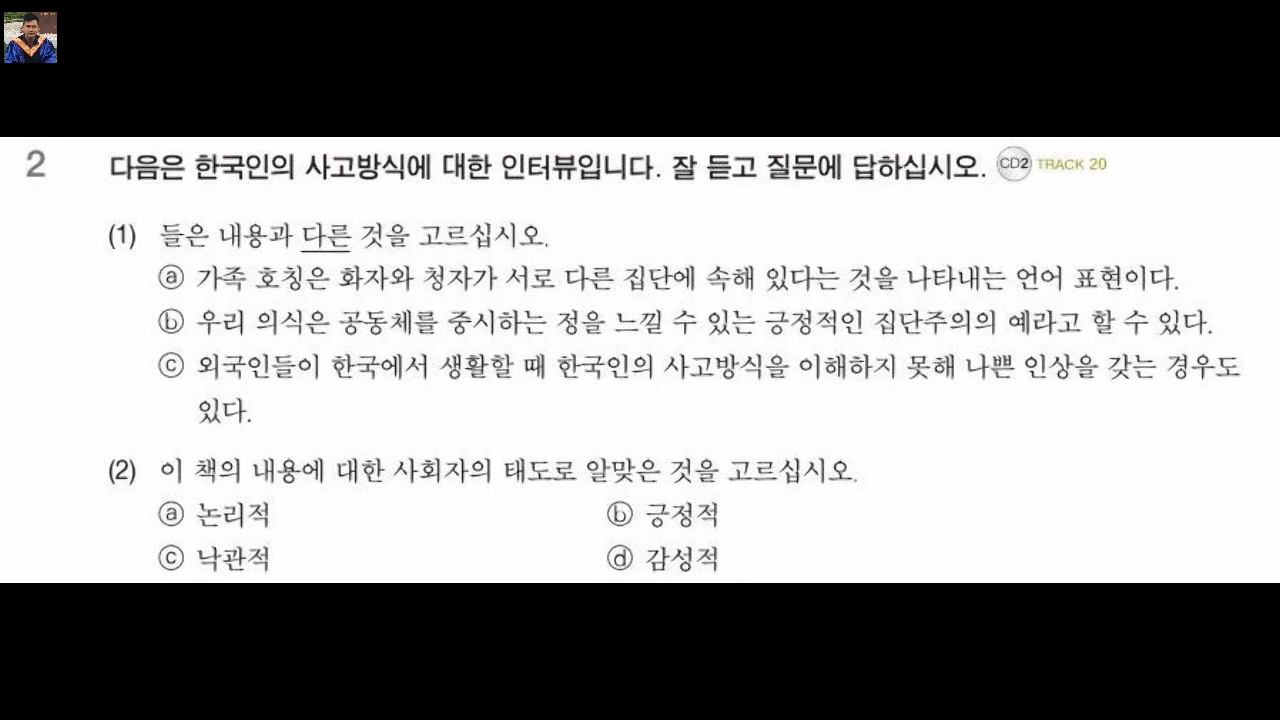 2 다음은 한국인의 사고방식에 대한 인터뷰입니다. 잘 듣고 질문에 답하십시오. CD2 TRACK 20
(1) 들은 내용과 다른 것을 고르십시오.
ⓐ 가족 호칭은 화자와 청자가 서로 다른 집단에 속해 있다는 것을 나타내는 언어 표현이다.
ⓑ 우리 의식은 공동체를 중시하는 정을 느낄 수 있는 긍정적인 집단주의의 예라고 할 수 있다.
ⓒ 외국인들이 한국에서 생활할 때 한국인의 사고방식을 이해하지 못해 나쁜 인상을 갖는 경우도
있다.
(2) 이 책의 내용에 대한 사회자의 태도로 알맞은 것을 고르십시오.
ⓐ 논리적 ⓑ 긍정적
ⓒ 낙관적 ⓓ 감성적